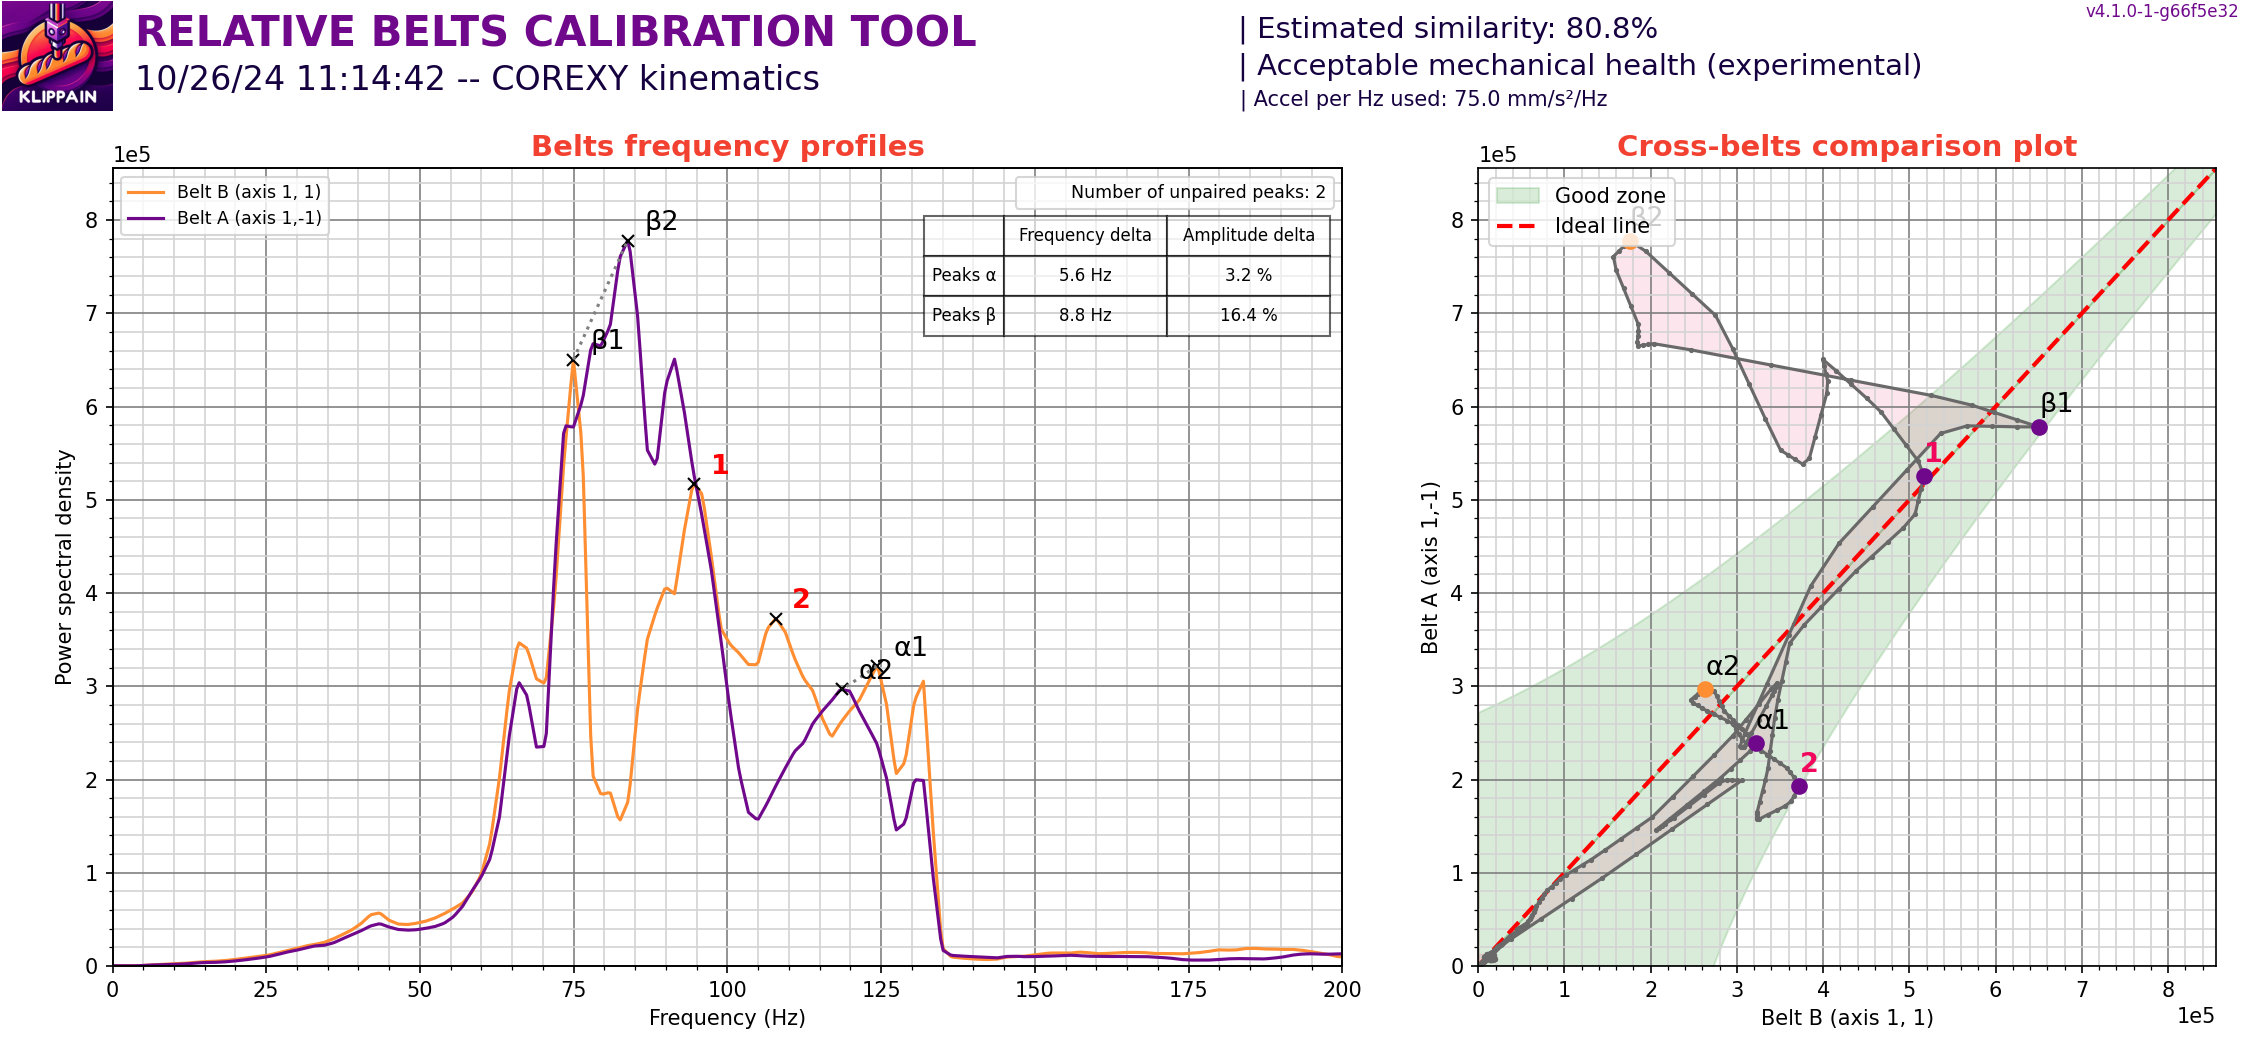 KLIPPAIN
RELATIVE BELTS CALIBRATION TOOL
10/26/24 11:14:42 -- COREXY kinematics
| Estimated similarity: 80.8%
| Acceptable mechanical health (experimental)
| Accel per Hz used: 75.0 mm/s²/Hz
v4.1.0-1-g66f5e32
Belts frequency profiles
1e5
Belt B (axis 1, 1)
Belt A (axis 1,-1)
Number of unpaired peaks: 2
Frequency delta Amplitude delta
Peaks α 5.6 Hz 3.2 %
Peaks β 8.8 Hz 16.4 %
β2
β1
1
2
α1
α2
Power spectral density
8
7
6
5
4
3
2
1
0
0 25 50 75 100 125 150 175 200
Frequency (Hz)
Cross-belts comparison plot
1e5
Good zone
Ideal line
β2
β1
1
α2
α1
2
Belt A (axis 1,-1)
8
7
6
5
4
3
2
1
0
0 1 2 3 4 5 6 7 8
Belt B (axis 1, 1)
1e5